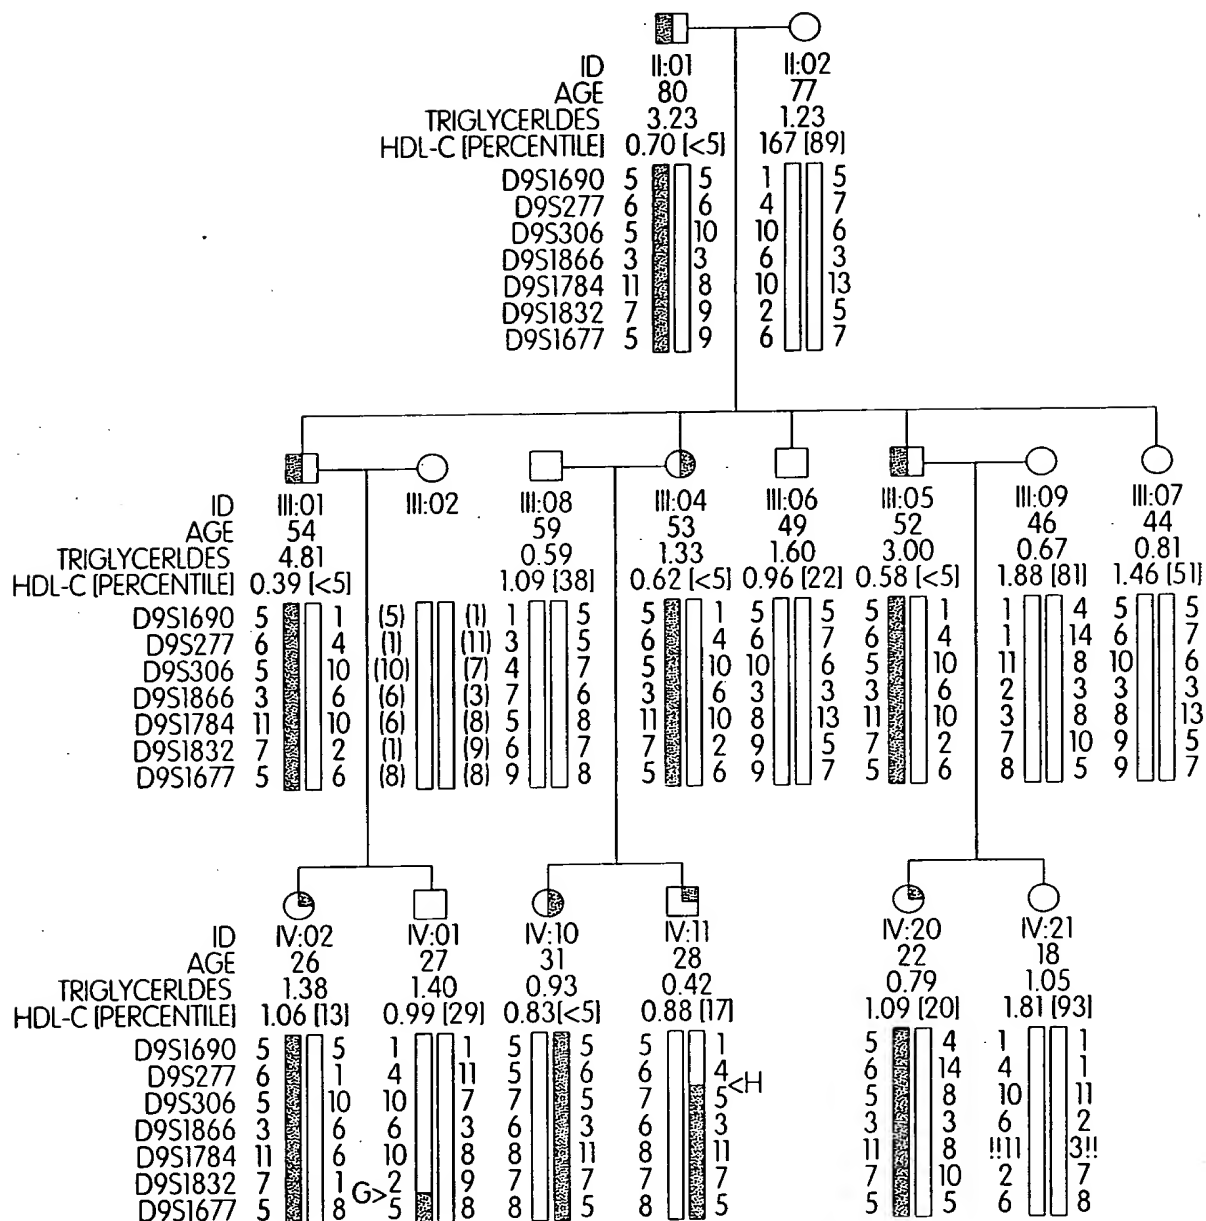 ID II:01 II:02
AGE 80 77
TRIGLYCERLDES 3.23 1.23
HDL-C [PERCENTILE] 0.70 [<5] 167 [89]
D9S1690 5 5 1 5
D9S277 6 6 4 7
D9S306 5 10 10 6
D9S1866 3 3 6 3
D9S1784 11 8 10 13
D9S1832 7 9 2 5
D9S1677 5 9 6 7
ID III:01 III:02 III:08 III:04 III:06 III:05 III:09 III:07
AGE 54 59 53 49 52 46 44
TRIGLYCERLDES 4.81 0.59 1.33 1.60 3.00 0.67 0.81
HDL-C [PERCENTILE] 0.39 [<5] 1.09 [38] 0.62 [<5] 0.96 [22] 0.58 [<5] 1.88 [81] 1.46 [51]
D9S1690 5 1 (5) (1) 1 5 5 1 5 5 5 1 1 4 5 5
D9S277 6 4 (1) (11) 3 5 6 4 6 7 6 4 1 14 6 7
D9S306 5 10 (10) (7) 4 7 5 10 10 6 5 10 11 8 10 6
D9S1866 3 6 (6) (3) 7 6 3 6 3 3 3 6 2 3 3 3
D9S1784 11 10 (6) (8) 5 8 11 10 8 13 11 10 3 8 8 13
D9S1832 7 2 (1) (9) 6 7 7 2 9 5 7 2 7 10 9 5
D9S1677 5 6 (8) (8) 9 8 5 6 9 7 5 6 8 5 9 7
ID IV:02 IV:01 IV:10 IV:11 IV:20 IV:21
AGE 26 27 31 28 22 18
TRIGLYCERLDES 1.38 1.40 0.93 0.42 0.79 1.05
HDL-C [PERCENTILE] 1.06 [13] 0.99 [29] 0.83[<5] 0.88 [17] 1.09 [20] 1.81 [93]
D9S1690 5 5 1 1 5 5 5 1 5 4 1 1
D9S277 6 1 4 11 5 6 6 4 6 14 4 1
<H
D9S306 5 10 10 7 7 5 7 5 5 8 10 11
D9S1866 3 6 6 3 6 3 6 3 3 3 6 2
D9S1784 11 6 10 8 8 11 8 11 11 8 !!11 3!!
D9S1832 7 1 G>2 9 7 7 7 7 7 10 2 7
D9S1677 5 8 5 8 8 5 8 5 5 5 6 8